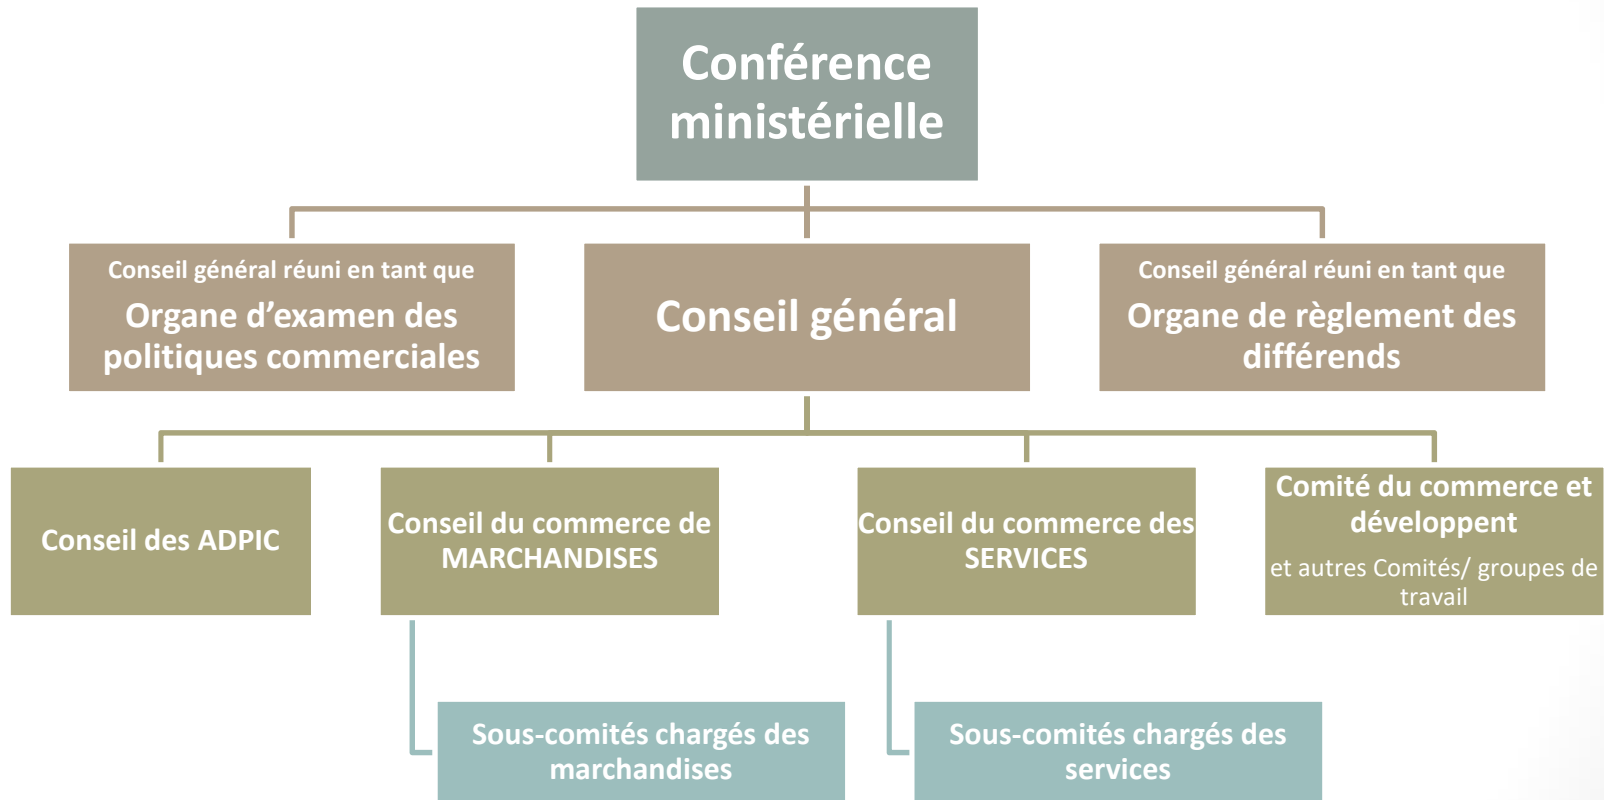 Conférence
ministérielle
Conseil général réuni en tant que
Organe d’examen des
politiques commerciales
Conseil général
Conseil général réuni en tant que
Organe de règlement des
différends
Conseil des ADPIC
Conseil du commerce de
MARCHANDISES
Conseil du commerce des
SERVICES
Comité du commerce et
développent
et autres Comités/ groupes de
travail
Sous-comités chargés des
marchandises
Sous-comités chargés des
services